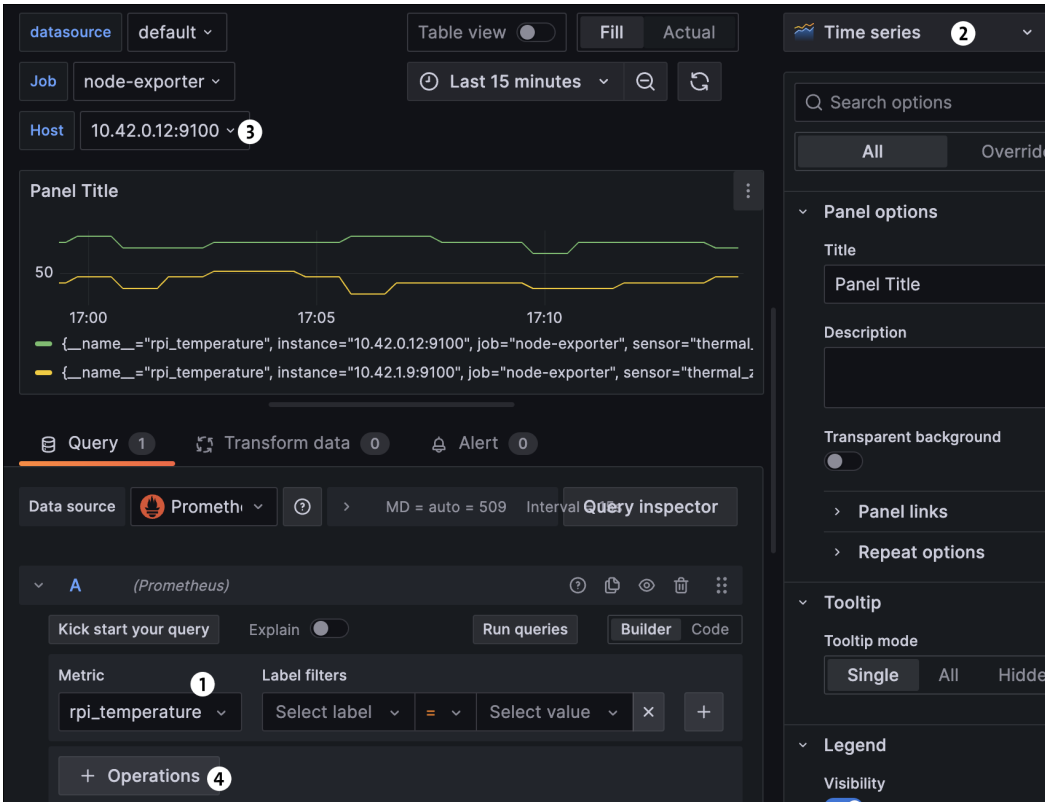 datasource default Table view Fill Actual Time series 2
Job node-exporter Last 15 minutes
Search options
Host 10.42.0.12:9100 3
All Overrid
Panel Title
Panel options
Title
Panel Title
50
17:00 17:05 17:10
Description
{__name__="rpi_temperature", instance="10.42.0.12:9100", job="node-exporter", sensor="thermal_
{__name__="rpi_temperature", instance="10.42.1.9:9100", job="node-exporter", sensor="thermal_z
Query 1 Transform data 0 Alert 0
Transparent background
Data source Prometh MD = auto = 509 Interval Query inspector
Panel links
Repeat options
A (Prometheus)
Tooltip
Kick start your query Explain Run queries Builder Code
Tooltip mode
Single All Hidde
Metric 1 Label filters
rpi_temperature Select label = Select value × +
Legend
+ Operations 4
Visibility